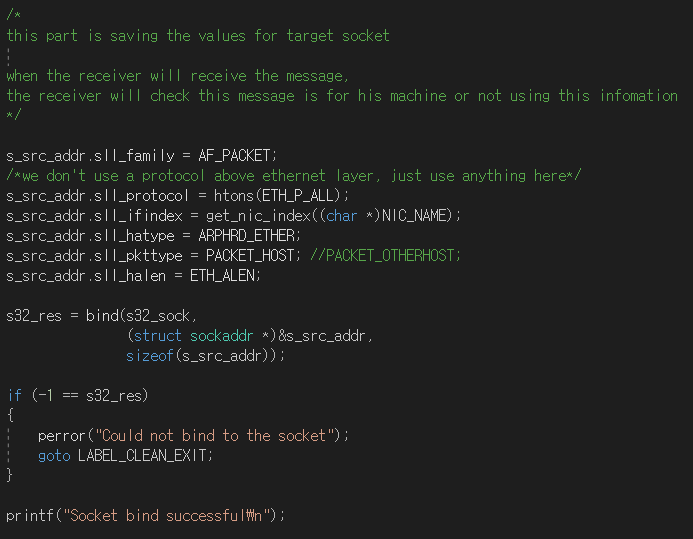 /*
this part is saving the values for target socket
when the receiver will receive the message,
the receiver will check this message is for his machine or not using this infomation
*/
s_src_addr.sll_family = AF_PACKET;
/*we don't use a protocol above ethernet layer, just use anything here*/
s_src_addr.sll_protocol = htons(ETH_P_ALL);
s_src_addr.sll_ifindex = get_nic_index((char *)NIC_NAME);
s_src_addr.sll_hatype = ARPHRD_ETHER;
s_src_addr.sll_pkttype = PACKET_HOST; //PACKET_OTHERHOST;
s_src_addr.sll_halen = ETH_ALEN;
s32_res = bind(s32_sock,
(struct sockaddr *)&s_src_addr,
sizeof(s_src_addr));
if (-1 == s32_res)
{
perror("Could not bind to the socket");
goto LABEL_CLEAN_EXIT;
}
printf("Socket bind successful₩n");